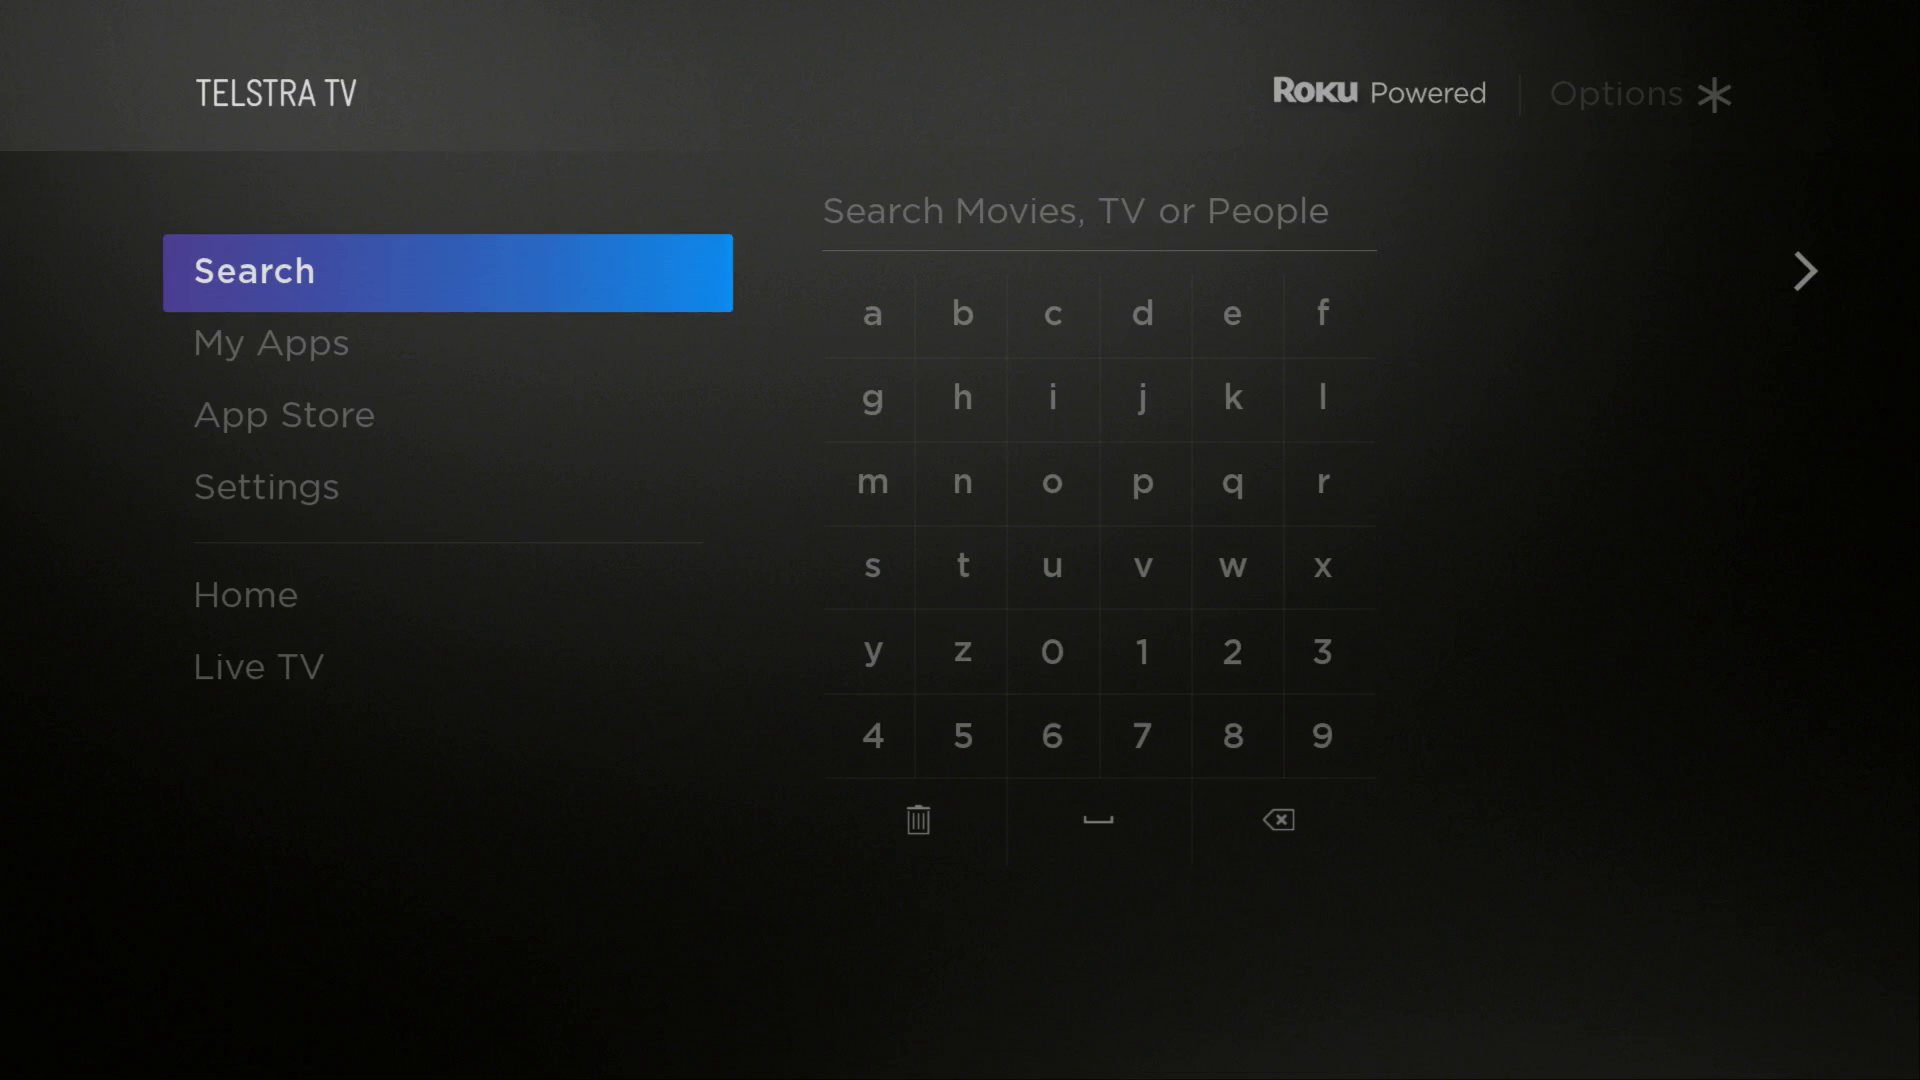 TELSTRA TV
ROKU Powered
Options
Search Movies, TV or People
Search
My Apps
App Store
Settings
Home
Live TV
a b c d e f
g h i j k l
m n o p q r
s t u v w x
y z 0 1 2 3
4 5 6 7 8 9